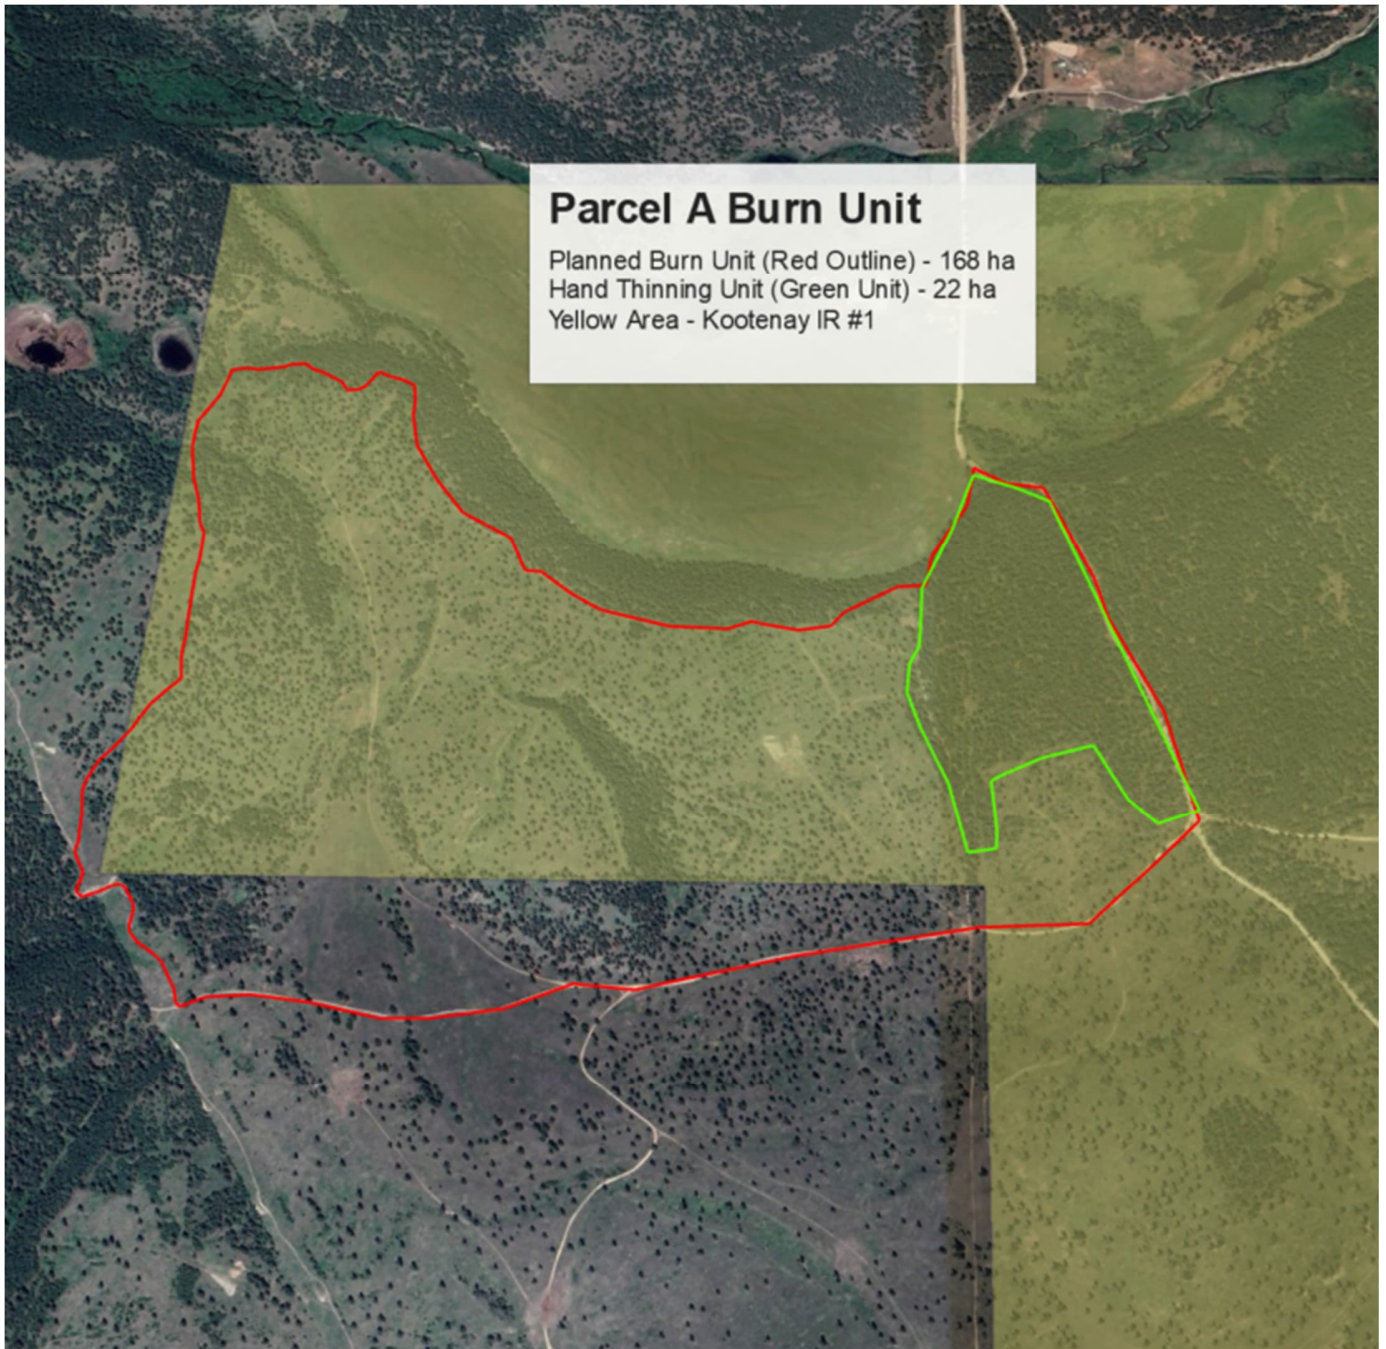 Parcel A Burn Unit
Planned Burn Unit (Red Outline) - 168 ha
Hand Thinning Unit (Green Unit) - 22 ha
Yellow Area - Kootenay IR #1